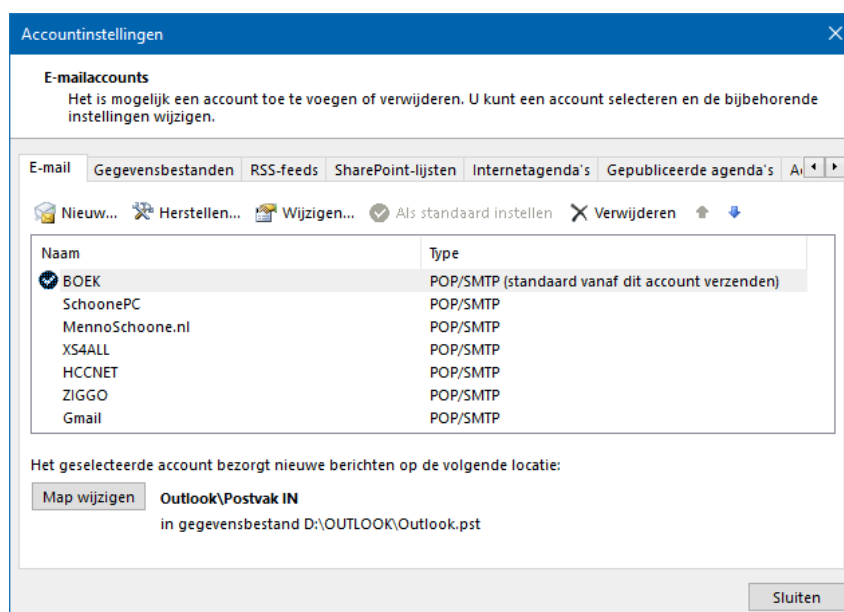 Accountinstellingen
E-mailaccounts
Het is mogelijk een account toe te voegen of verwijderen. U kunt een account selecteren en de bijbehorende
instellingen wijzigen.
E-mail Gegevensbestanden RSS-feeds SharePoint-lijsten Internetagenda's Gepubliceerde agenda's
Nieuw... Herstellen... Wijzigen... Als standaard instellen Verwijderen
Naam Type
BOEK POP/SMTP (standaard vanaf dit account verzenden)
SchoonePC POP/SMTP
MennoSchoone.nl POP/SMTP
XS4ALL POP/SMTP
HCCNET POP/SMTP
ZIGGO POP/SMTP
Gmail POP/SMTP
Het geselecteerde account bezorgt nieuwe berichten op de volgende locatie:
Map wijzigen Outlook\Postvak IN
in gegevensbestand D:\OUTLOOK\Outlook.pst
Sluiten